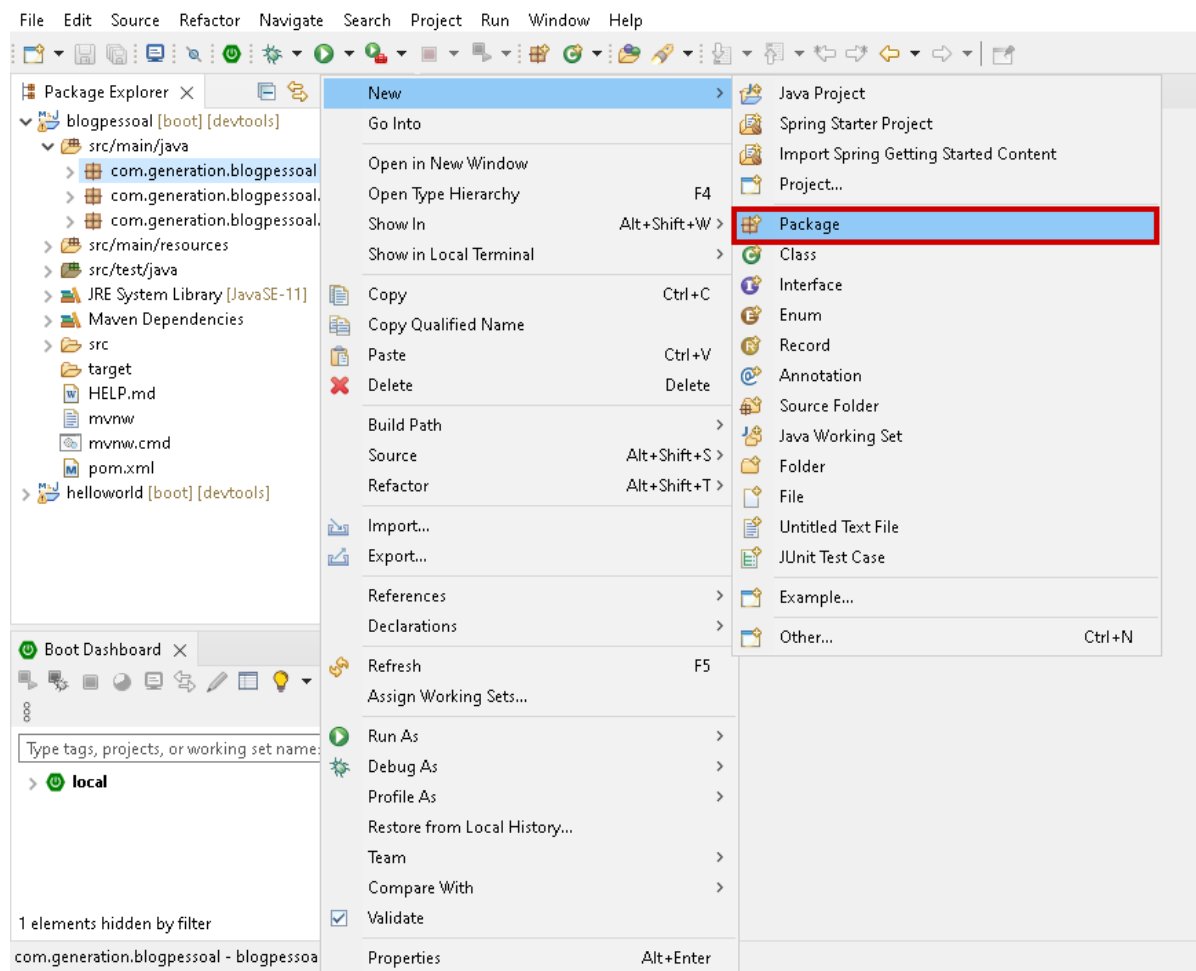 File Edit Source Refactor Navigate Search Project Run Window Help
Package Explorer
blogpessoal [boot] [devtools]
src/main/java
com.generation.blogpessoal
com.generation.blogpessoal.
com.generation.blogpessoal.
src/main/resources
src/test/java
JRE System Library [JavaSE-11]
Maven Dependencies
src
target
HELP.md
mvnw
mvnw.cmd
pom.xml
helloworld [boot] [devtools]
Boot Dashboard
Type tags, projects, or working set name
local
1 elements hidden by filter
com.generation.blogpessoal - blogpessoa
New
Go Into
Open in New Window
Open Type Hierarchy F4
Show In Alt+Shift+W
Show in Local Terminal
Copy Ctrl+C
Copy Qualified Name
Paste Ctrl+V
Delete Delete
Build Path
Source Alt+Shift+S
Refactor Alt+Shift+T
Import...
Export...
References
Declarations
Refresh F5
Assign Working Sets...
Run As
Debug As
Profile As
Restore from Local History...
Team
Compare With
Validate
Properties Alt+Enter
Java Project
Spring Starter Project
Import Spring Getting Started Content
Project...
Package
Class
Interface
Enum
Record
Annotation
Source Folder
Java Working Set
Folder
File
Untitled Text File
JUnit Test Case
Example...
Other... Ctrl+N